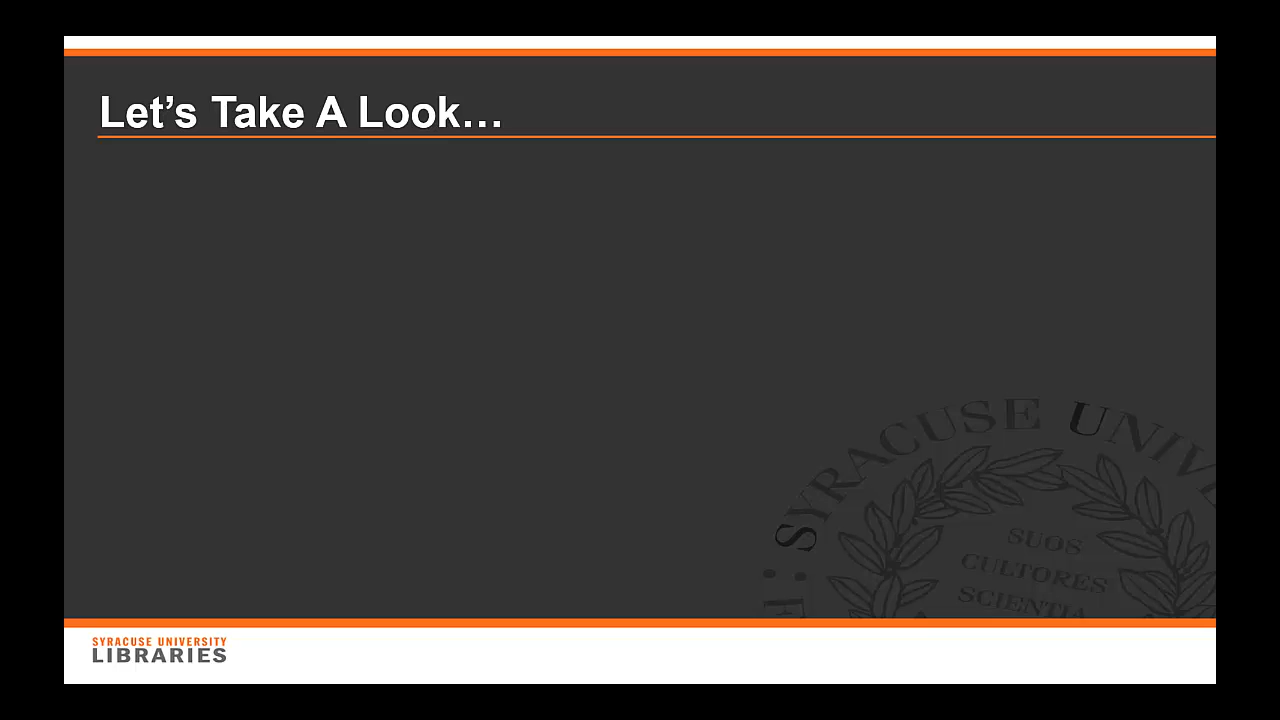 Let’s Take A Look…
SYRACUSE UNIV
SUOS
CULTORES
SCIENTIA
SYRACUSE UNIVERSITY
LIBRARIES